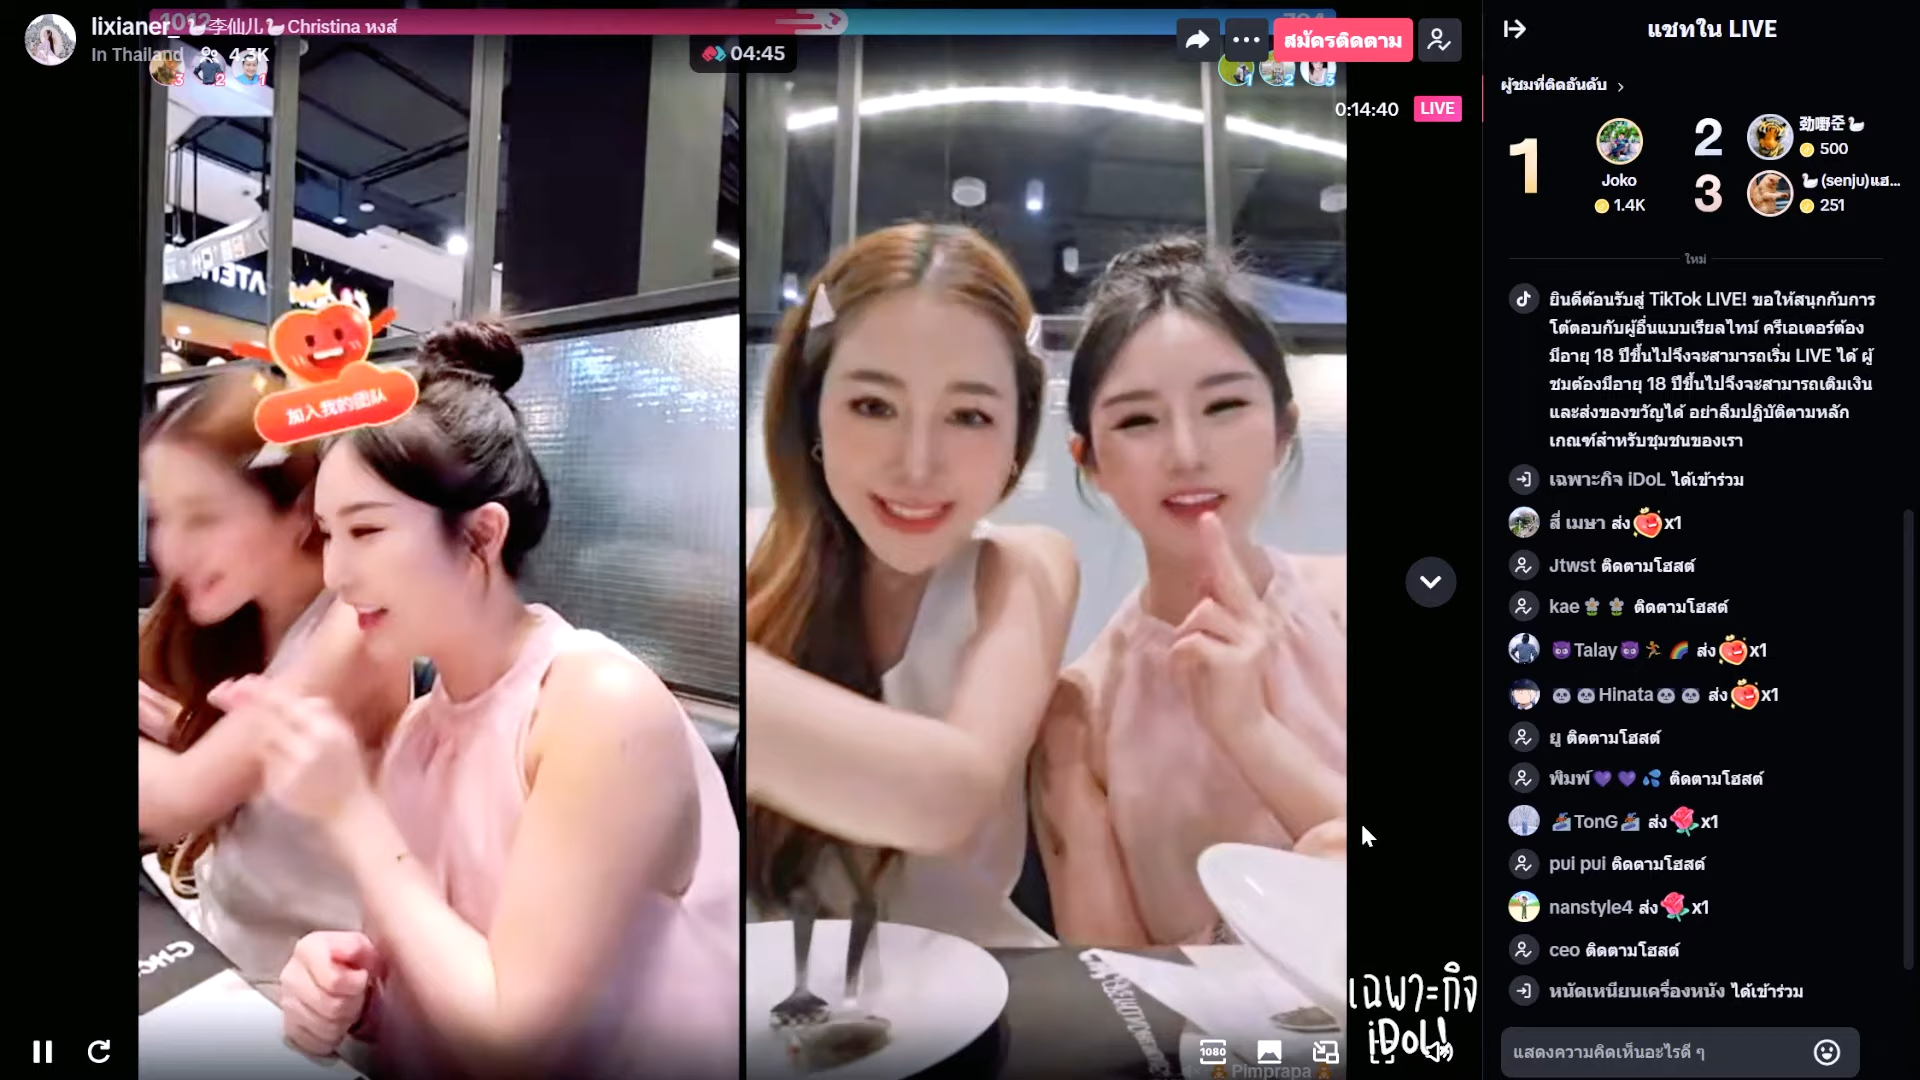 lixianer_ 🦢李仙儿🦢Christina หงส์
In Thailand 4.3K
1012
794
04:45
3 2 1
1 2 3
สมัครติดตาม
0:14:40 LIVE
加入我的團队
เฉพาะกิจ
iDoL!
1080
Pimprapa
แชทใน LIVE
ผู้ชมที่ติดอันดับ
1
Joko
1.4K
2
500
3
(senju)แฮ...
251
ใหม่
ยินดีต้อนรับสู่ TikTok LIVE! ขอให้สนุกกับการ
โต้ตอบกับผู้อื่นแบบเรียลไทม์ ครีเอเตอร์ต้อง
มีอายุ 18 ปีขึ้นไปจึงจะสามารถเริ่ม LIVE ได้ ผู้
ชมต้องมีอายุ 18 ปีขึ้นไปจึงจะสามารถเติมเงิน
และส่งของขวัญได้ อย่าลืมปฏิบัติตามหลัก
เกณฑ์สำหรับชุมชนของเรา
เฉพาะกิจ iDoL ได้เข้าร่วม
สี่ เมษา ส่ง x1
Jtwst ติดตามโฮสต์
kae ติดตามโฮสต์
😈Talay😈🏃🌈 ส่ง x1
🐼🐼Hinata🐼🐼 ส่ง x1
ยู ติดตามโฮสต์
พิมพ์💜💜💦 ติดตามโฮสต์
TonG ส่ง x1
pui pui ติดตามโฮสต์
nanstyle4 ส่ง x1
ceo ติดตามโฮสต์
หนัดเหนียนเครื่องหนัง ได้เข้าร่วม
แสดงความคิดเห็นอะไรดี ๆ